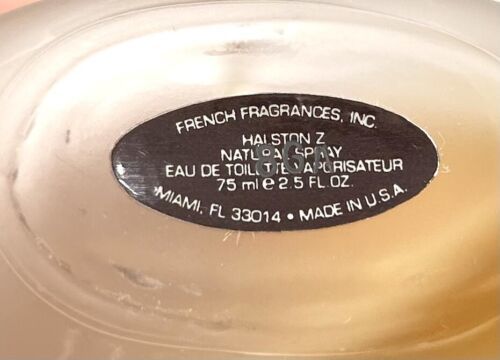 FRENCH FRAGRANCES, INC.
HALSTON Z
NATURAL SPRAY
EAU DE TOILETTE VAPORISATEUR
75 ml e 2.5 FL OZ.
MIAMI, FL 33014 • MADE IN U.S.A.